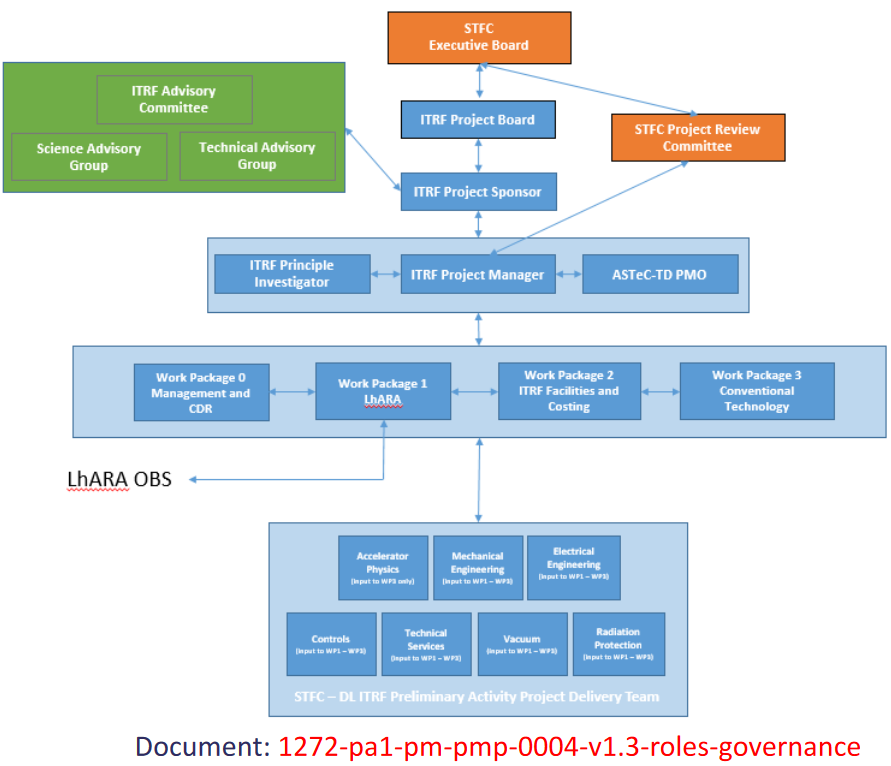 STFC
Executive Board
ITRF Advisory
Committee
Science Advisory
Group
Technical Advisory
Group
ITRF Project Board
STFC Project Review
Committee
ITRF Project Sponsor
ITRF Principle
Investigator
ITRF Project Manager
ASTeC-TD PMO
Work Package 0
Management and
CDR
Work Package 1
LhARA
Work Package 2
ITRF Facilities and
Costing
Work Package 3
Conventional
Technology
LhARA OBS
Accelerator
Physics
(Input to WP3 only)
Mechanical
Engineering
(Input to WP1 – WP3)
Electrical
Engineering
(Input to WP1 – WP3)
Controls
(Input to WP1 – WP3)
Technical
Services
(Input to WP1 – WP3)
Vacuum
(Input to WP1 – WP3)
Radiation
Protection
(Input to WP1 – WP3)
STFC – DL ITRF Preliminary Activity Project Delivery Team
Document: 1272-pa1-pm-pmp-0004-v1.3-roles-governance